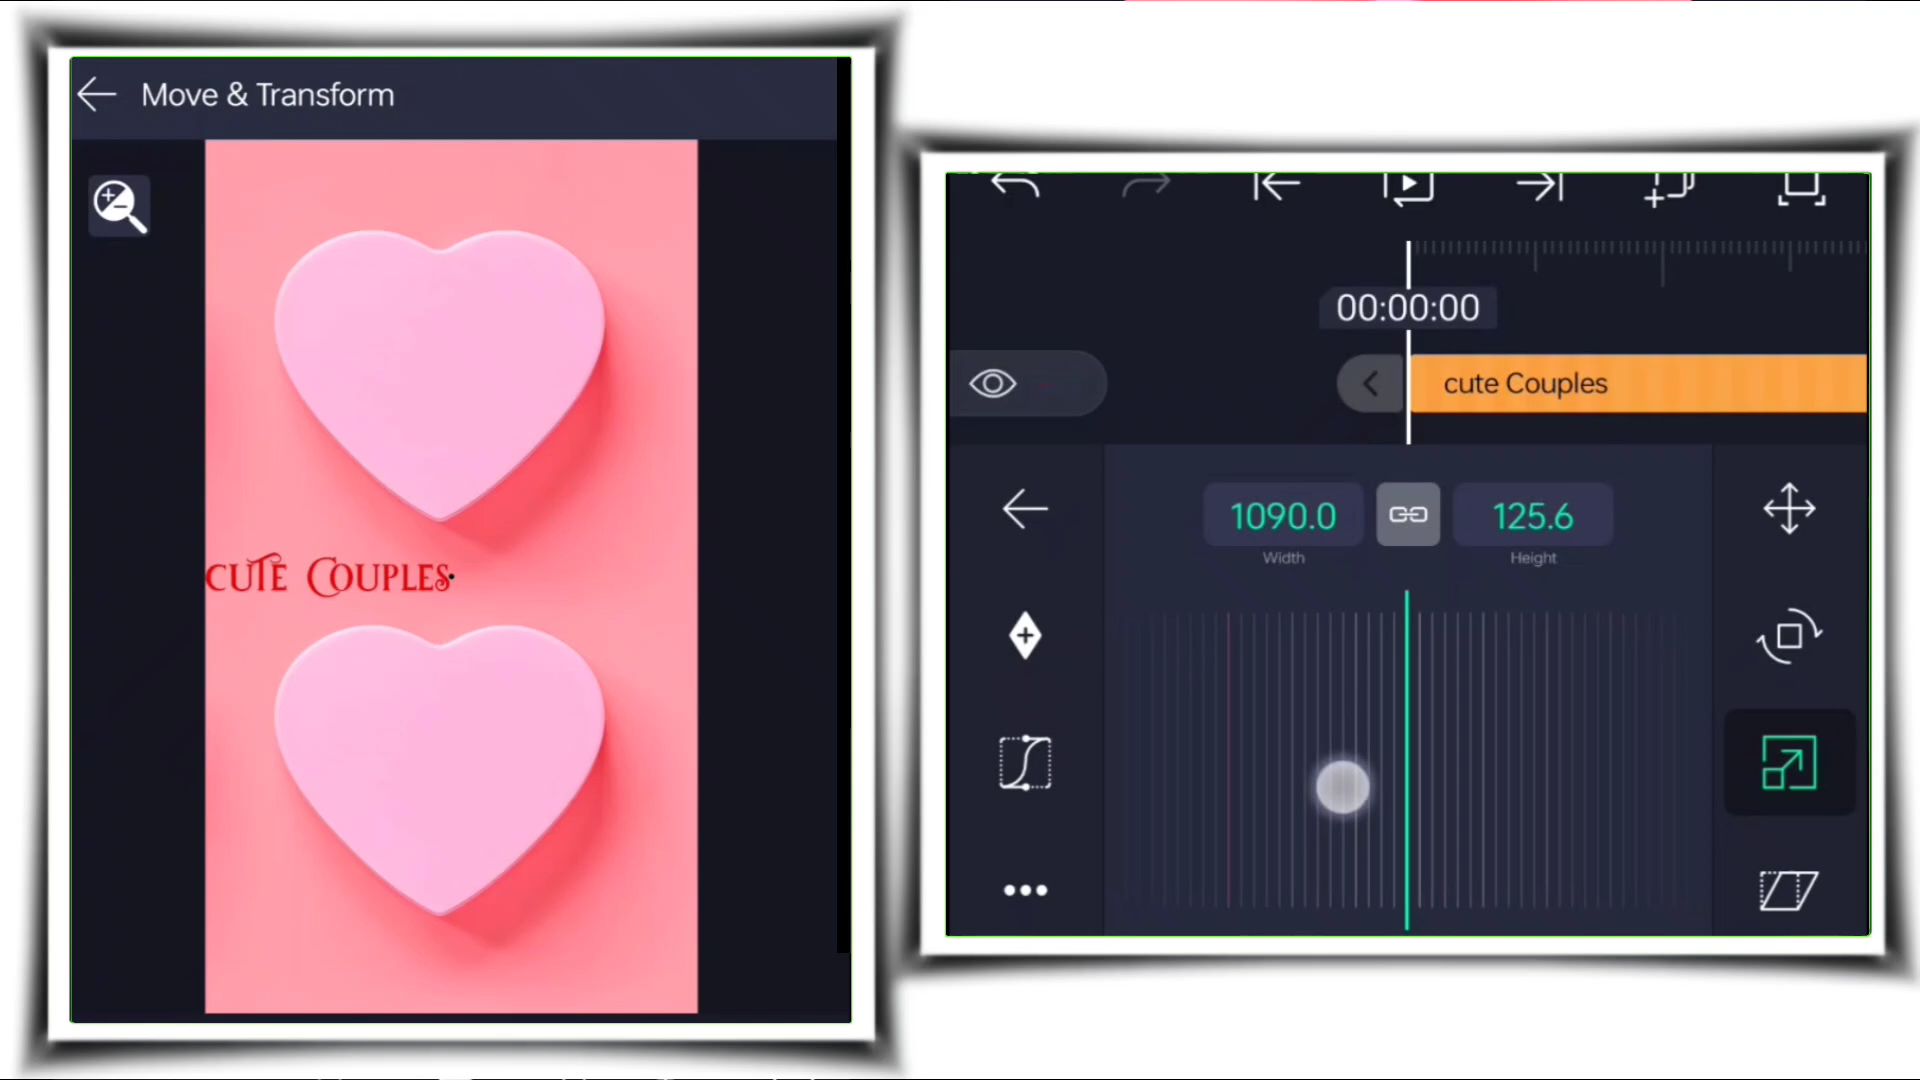 Move & Transform
cute Couples
00:00:00
cute Couples
1090.0
125.6
Width
Height